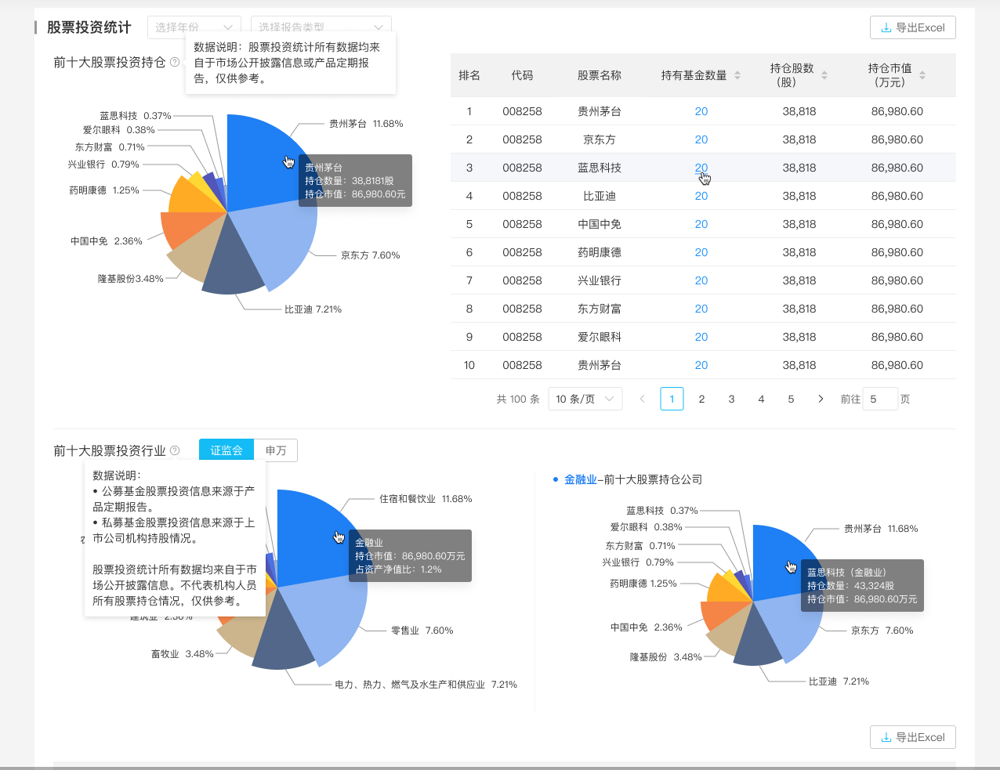 股票投资统计
选择年份
选择报告类型
导出Excel
前十大股票投资持仓
数据说明：股票投资统计所有数据均来
自于市场公开披露信息或产品定期报
告，仅供参考。
蓝思科技 0.37%
爱尔眼科 0.38%
东方财富 0.71%
兴业银行 0.79%
药明康德 1.25%
中国中免 2.36%
隆基股份3.48%
贵州茅台 11.68%
京东方 7.60%
比亚迪 7.21%
贵州茅台
持仓数量：38,8181股
持仓市值：86,980.60元
排名 代码 股票名称 持有基金数量 持仓股数（股） 持仓市值（万元）
1 008258 贵州茅台 20 38,818 86,980.60
2 008258 京东方 20 38,818 86,980.60
3 008258 蓝思科技 20 38,818 86,980.60
4 008258 比亚迪 20 38,818 86,980.60
5 008258 中国中免 20 38,818 86,980.60
6 008258 药明康德 20 38,818 86,980.60
7 008258 兴业银行 20 38,818 86,980.60
8 008258 东方财富 20 38,818 86,980.60
9 008258 爱尔眼科 20 38,818 86,980.60
10 008258 贵州茅台 20 38,818 86,980.60
共 100 条 10 条/页 1 2 3 4 5 前往 5 页
前十大股票投资行业
证监会 申万
数据说明：
• 公募基金股票投资信息来源于产
品定期报告。
• 私募基金股票投资信息来源于上
市公司机构持股情况。
股票投资统计所有数据均来自于市
场公开披露信息。不代表机构人员
所有股票持仓情况，仅供参考。
建筑业 2.36%
畜牧业 3.48%
住宿和餐饮业 11.68%
零售业 7.60%
电力、热力、燃气及水生产和供应业 7.21%
金融业
持仓市值：86,980.60万元
占资产净值比：1.2%
• 金融业-前十大股票持仓公司
蓝思科技 0.37%
爱尔眼科 0.38%
东方财富 0.71%
兴业银行 0.79%
药明康德 1.25%
中国中免 2.36%
隆基股份 3.48%
贵州茅台 11.68%
京东方 7.60%
比亚迪 7.21%
蓝思科技（金融业）
持仓数量：43,324股
持仓市值：86,980.60万元
导出Excel